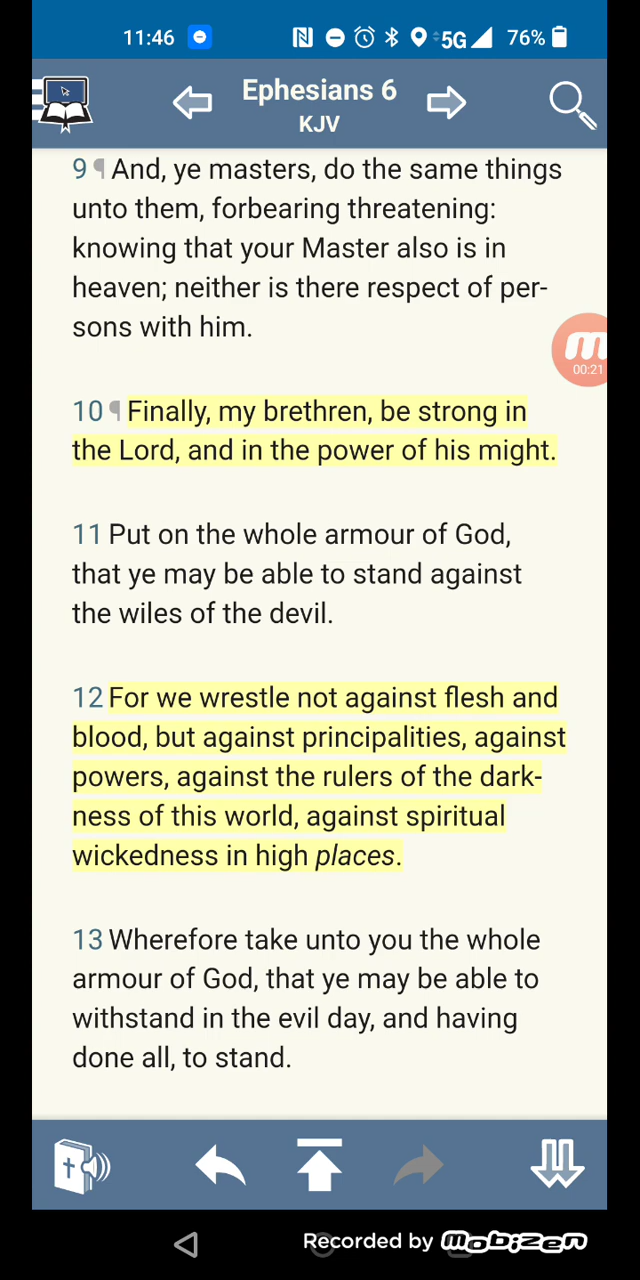 11:46 5G 76%
Ephesians 6
KJV
9 ¶ And, ye masters, do the same things
unto them, forbearing threatening:
knowing that your Master also is in
heaven; neither is there respect of per-
sons with him.
00:21
10 ¶ Finally, my brethren, be strong in
the Lord, and in the power of his might.
11 Put on the whole armour of God,
that ye may be able to stand against
the wiles of the devil.
12 For we wrestle not against flesh and
blood, but against principalities, against
powers, against the rulers of the dark-
ness of this world, against spiritual
wickedness in high places.
13 Wherefore take unto you the whole
armour of God, that ye may be able to
withstand in the evil day, and having
done all, to stand.
Recorded by mobizen